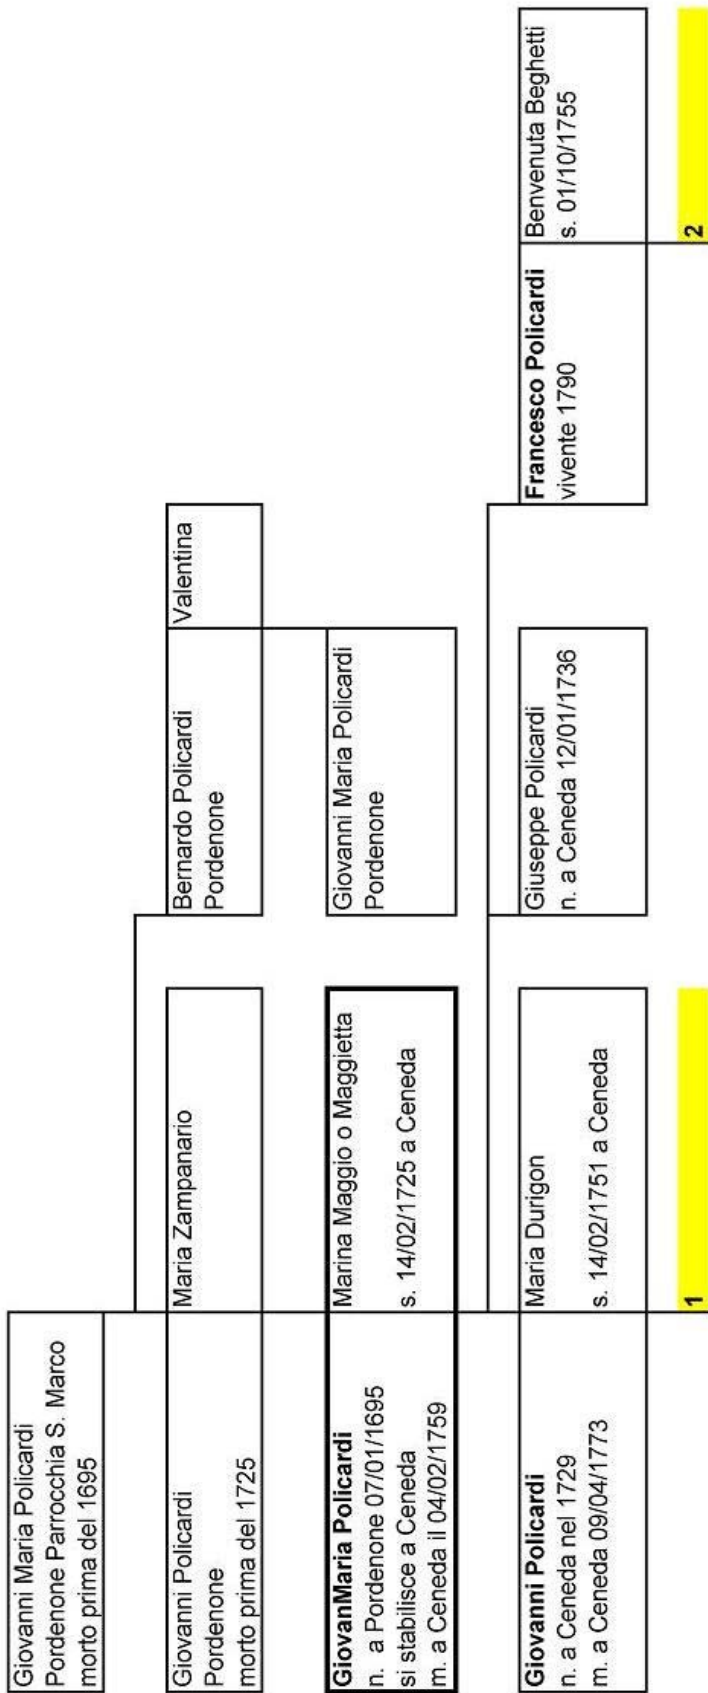 Giovanni Maria Policardi
Pordenone Parrocchia S. Marco
morto prima del 1695
Giovanni Policardi
Pordenone
morto prima del 1725
Maria Zampanario
Bernardo Policardi
Pordenone
Valentina
GiovanMaria Policardi
n. a Pordenone 07/01/1695
si stabilisce a Ceneda
m. a Ceneda il 04/02/1759
Marina Maggio o Maggietta
s. 14/02/1725 a Ceneda
Giovanni Maria Policardi
Pordenone
Giovanni Policardi
n. a Ceneda nel 1729
m. a Ceneda 09/04/1773
Maria Durigon
s. 14/02/1751 a Ceneda
Giuseppe Policardi
n. a Ceneda 12/01/1736
Francesco Policardi
vivente 1790
Benvenuta Beghetti
s. 01/10/1755
1
2